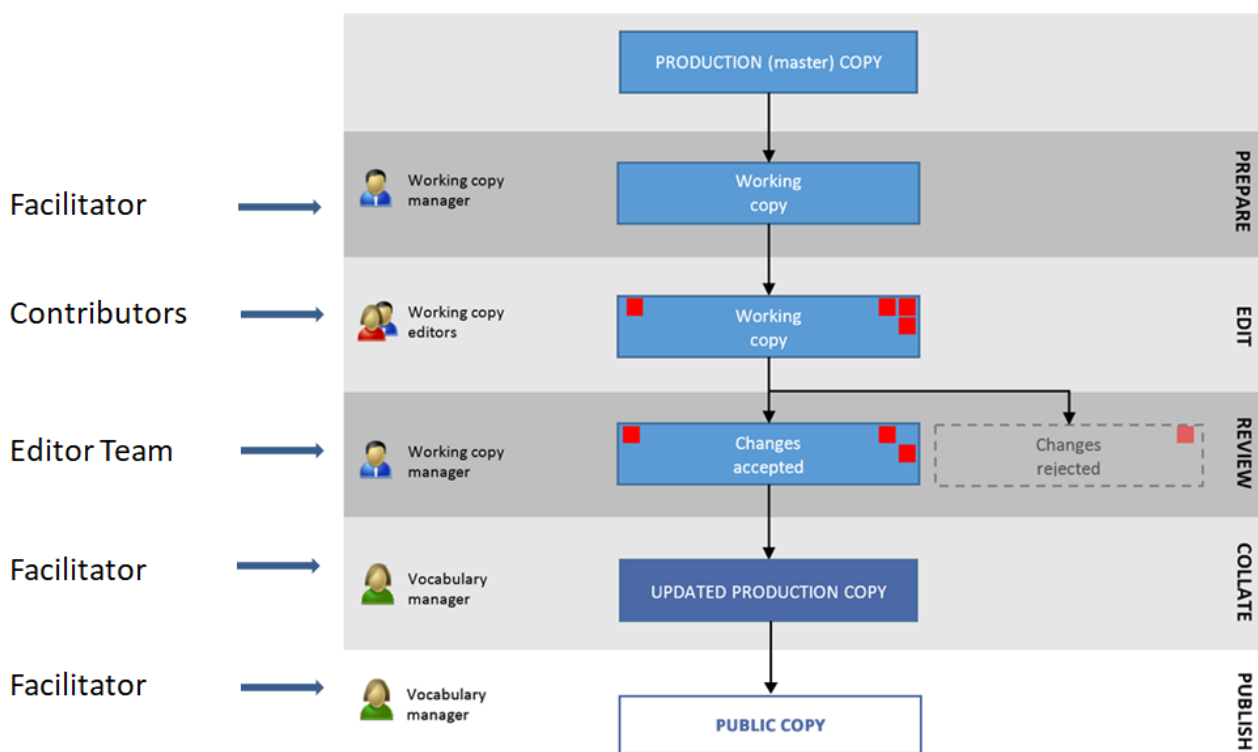 PRODUCTION (master) COPY
PREPARE
Facilitator
Working copy
manager
Working
copy
EDIT
Contributors
Working copy
editors
Working
copy
REVIEW
Editor Team
Working copy
manager
Changes
accepted
Changes
rejected
COLLATE
Facilitator
Vocabulary
manager
UPDATED PRODUCTION COPY
PUBLISH
Facilitator
Vocabulary
manager
PUBLIC COPY